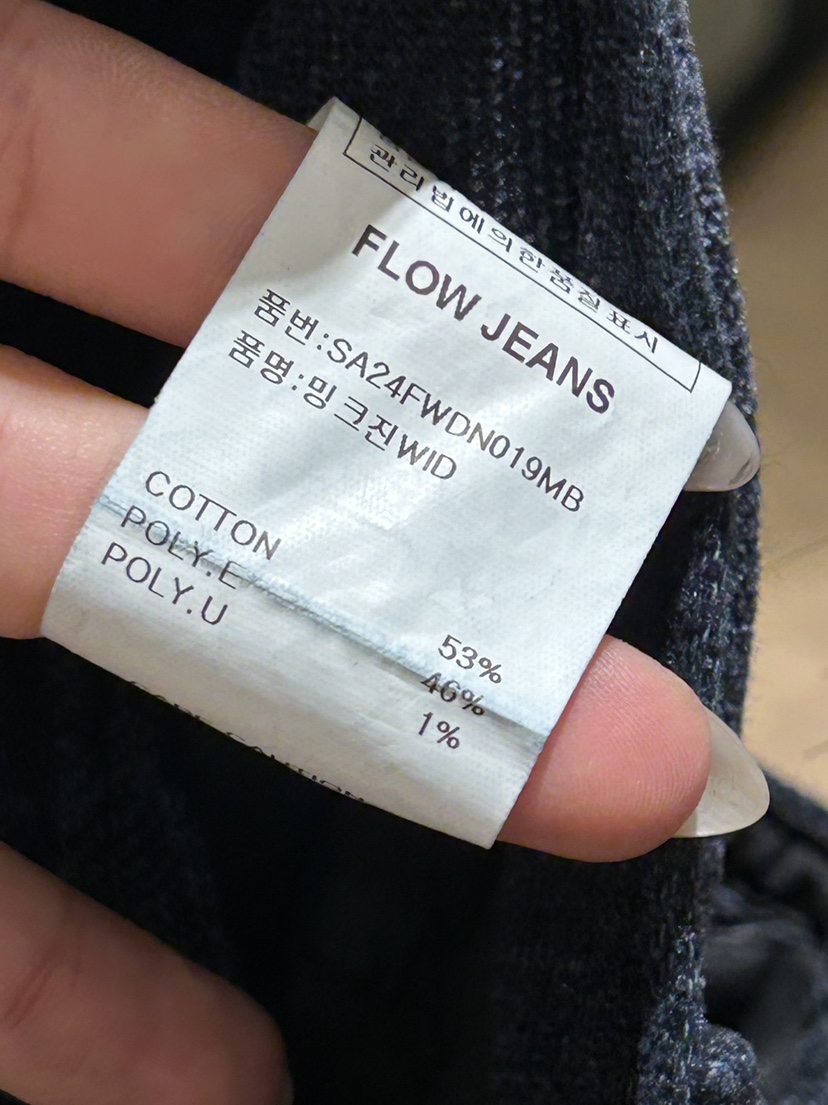 관리법에의한품질표시
FLOW JEANS
품번:SA24FWDN019MB
품명:밍크진WID
COTTON 53%
POLY.E 46%
POLY.U 1%